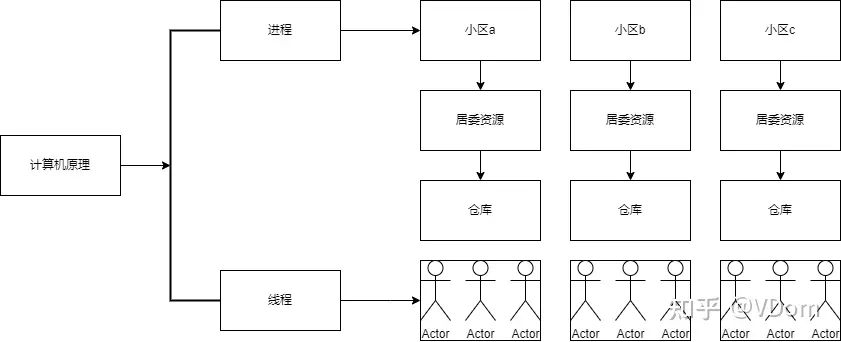 进程
小区a
小区b
小区c
居委资源
居委资源
居委资源
计算机原理
仓库
仓库
仓库
线程
Actor Actor Actor
Actor Actor Actor
Actor Actor Actor
知乎 @VDorn